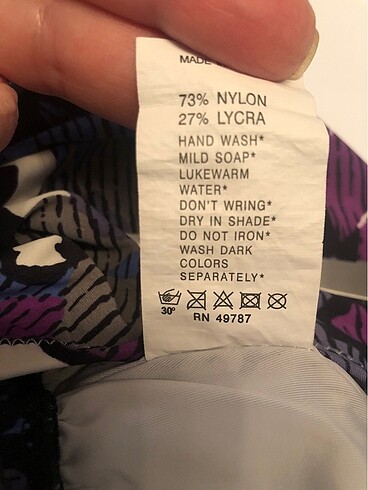 MADE
73% NYLON
27% LYCRA
HAND WASH*
MILD SOAP*
LUKEWARM
WATER*
DON'T WRING*
DRY IN SHADE*
DO NOT IRON*
WASH DARK
COLORS
SEPARATELY*
30°
RN 49787